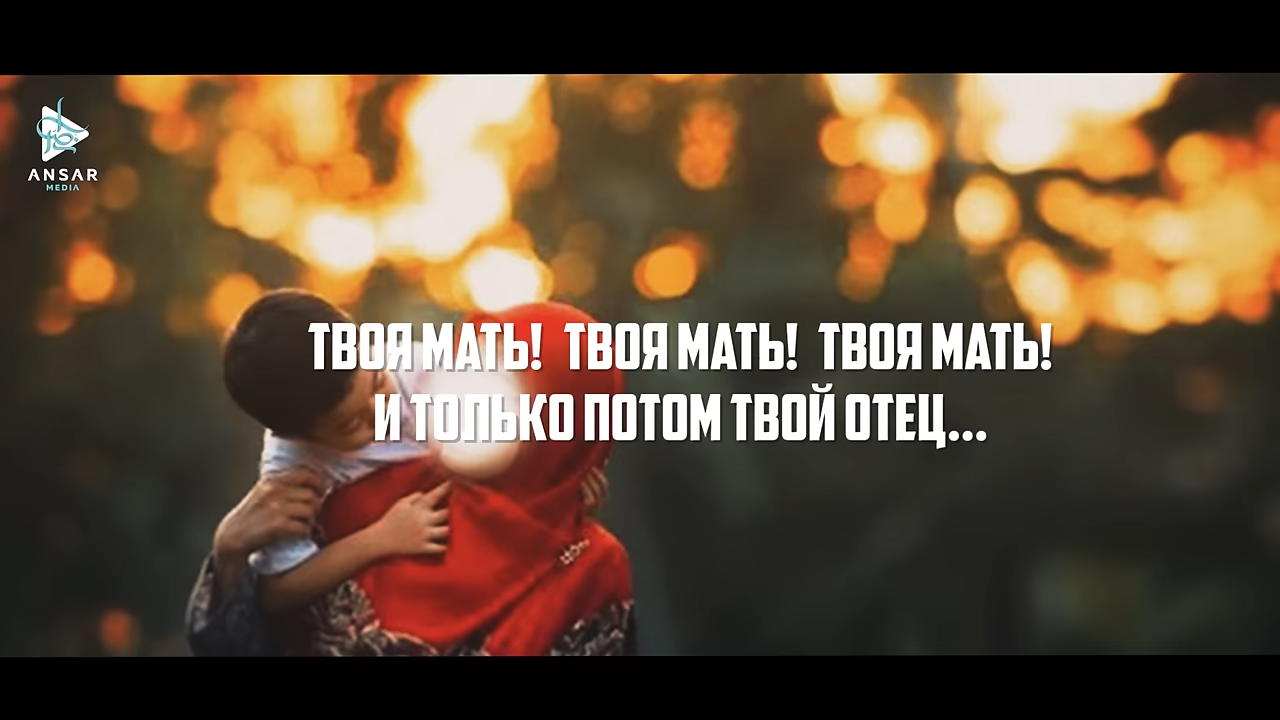 ANSAR
MEDIA
ТВОЯ МАТЬ! ТВОЯ МАТЬ! ТВОЯ МАТЬ!
И ТОЛЬКО ПОТОМ ТВОЙ ОТЕЦ...